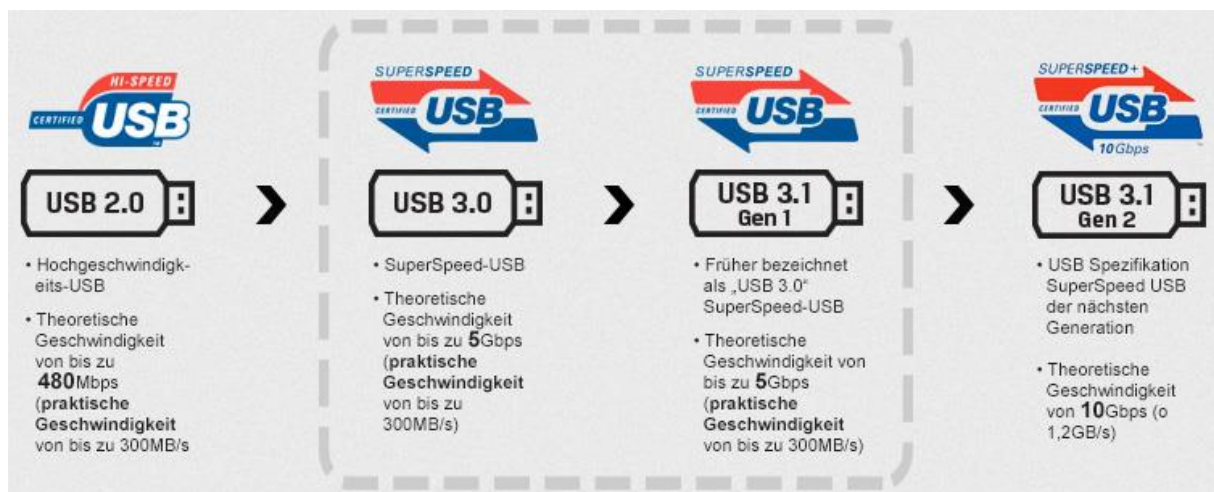 HI-SPEED
CERTIFIED USB
USB 2.0
• Hochgeschwindigk-
eits-USB
• Theoretische
Geschwindigkeit
von bis zu
480Mbps
(praktische
Geschwindigkeit
von bis zu 300MB/s
SUPERSPEED
CERTIFIED USB
USB 3.0
• SuperSpeed-USB
• Theoretische
Geschwindigkeit
von bis zu 5Gbps
(praktische
Geschwindigkeit
von bis zu
300MB/s)
SUPERSPEED
CERTIFIED USB
USB 3.1
Gen 1
• Früher bezeichnet
als „USB 3.0“
SuperSpeed-USB
• Theoretische
Geschwindigkeit von
bis zu 5Gbps
(praktische
Geschwindigkeit
von bis zu 300MB/s)
SUPERSPEED+
CERTIFIED USB
10Gbps
USB 3.1
Gen 2
• USB Spezifikation
SuperSpeed USB
der nächsten
Generation
• Theoretische
Geschwindigkeit
von 10Gbps (o
1,2GB/s)